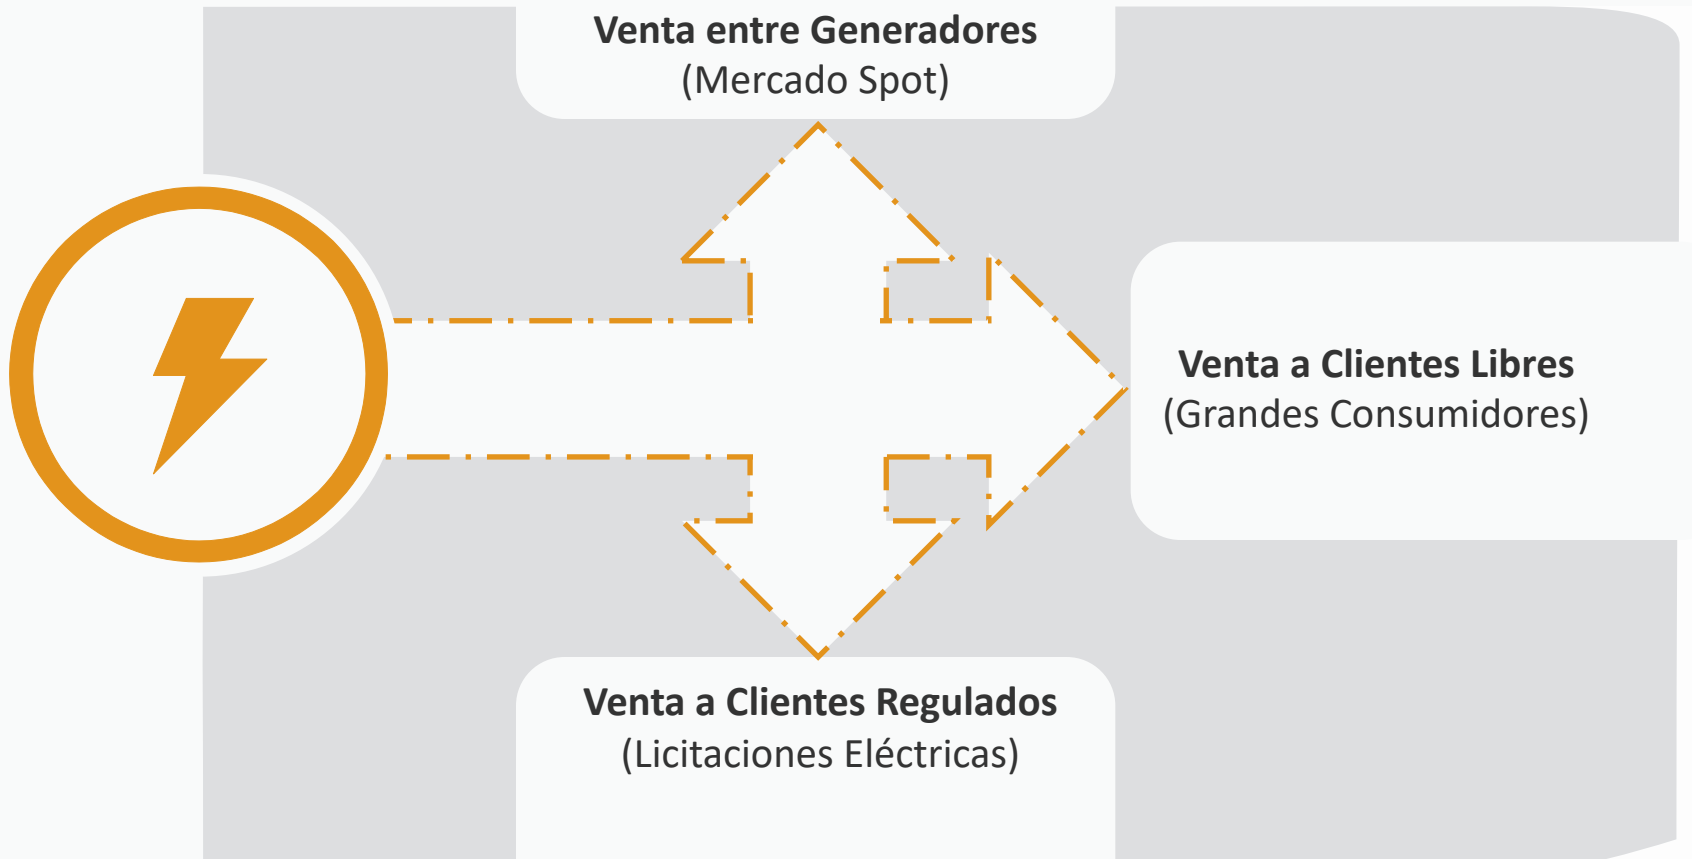 Venta entre Generadores
(Mercado Spot)
Venta a Clientes Libres
(Grandes Consumidores)
Venta a Clientes Regulados
(Licitaciones Eléctricas)